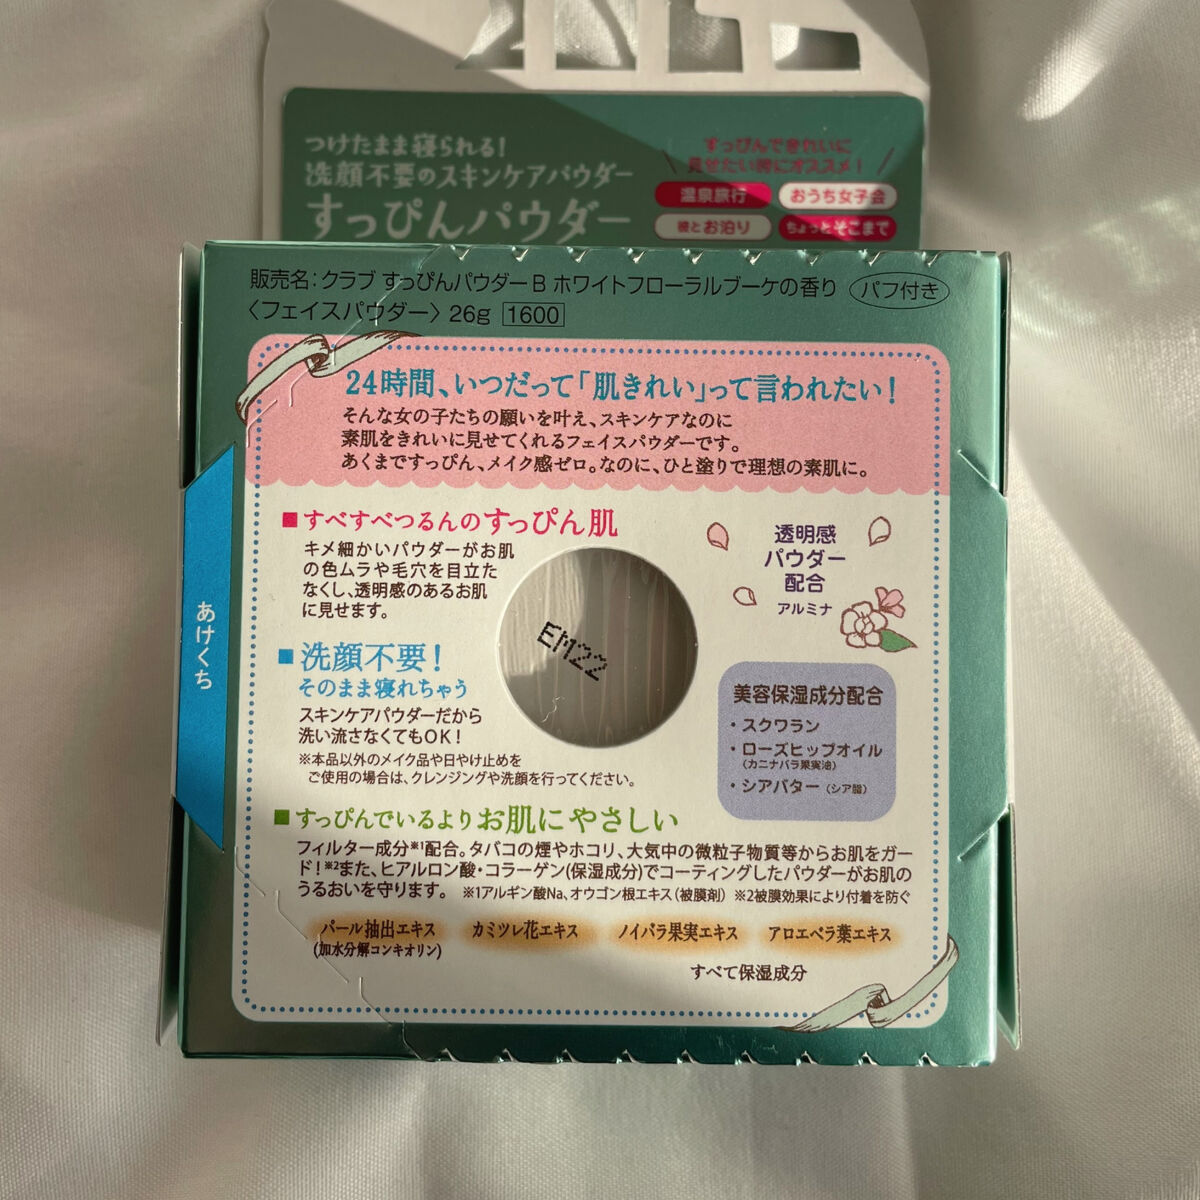 つけたまま寝られる!
洗顔不要のスキンケアパウダー
すっぴんパウダー
すっぴんできれいに
見せたい時にオススメ!
温泉旅行
おうち女子会
彼とお泊り
ちょっとそこまで
販売名:クラブ すっぴんパウダーB ホワイトフローラルブーケの香り
パフ付き
〈フェイスパウダー〉26g 1600
24時間、いつだって「肌きれい」って言われたい!
そんな女の子たちの願いを叶え、スキンケアなのに
素肌をきれいに見せてくれるフェイスパウダーです。
あくまですっぴん、メイク感ゼロ。なのに、ひと塗りで理想の素肌に。
あけくち
■すべすべつるんのすっぴん肌
キメ細かいパウダーがお肌
の色ムラや毛穴を目立た
なくし、透明感のあるお肌
に見せます。
透明感
パウダー
配合
アルミナ
EM22
■洗顔不要!
そのまま寝れちゃう
スキンケアパウダーだから
洗い流さなくてもOK!
※本品以外のメイク品や日やけ止めを
ご使用の場合は、クレンジングや洗顔を行ってください。
美容保湿成分配合
・スクワラン
・ローズヒップオイル
(カニナバラ果実油)
・シアバター(シア脂)
■すっぴんでいるよりお肌にやさしい
フィルター成分※1配合。タバコの煙やホコリ、大気中の微粒子物質等からお肌をガー
ド!※2また、ヒアルロン酸・コラーゲン(保湿成分)でコーティングしたパウダーがお肌の
うるおいを守ります。 ※1アルギン酸Na、オウゴン根エキス(被膜剤) ※2被膜効果により付着を防ぐ
パール抽出エキス
(加水分解コンキオリン)
カミツレ花エキス
ノイバラ果実エキス
アロエベラ葉エキス
すべて保湿成分